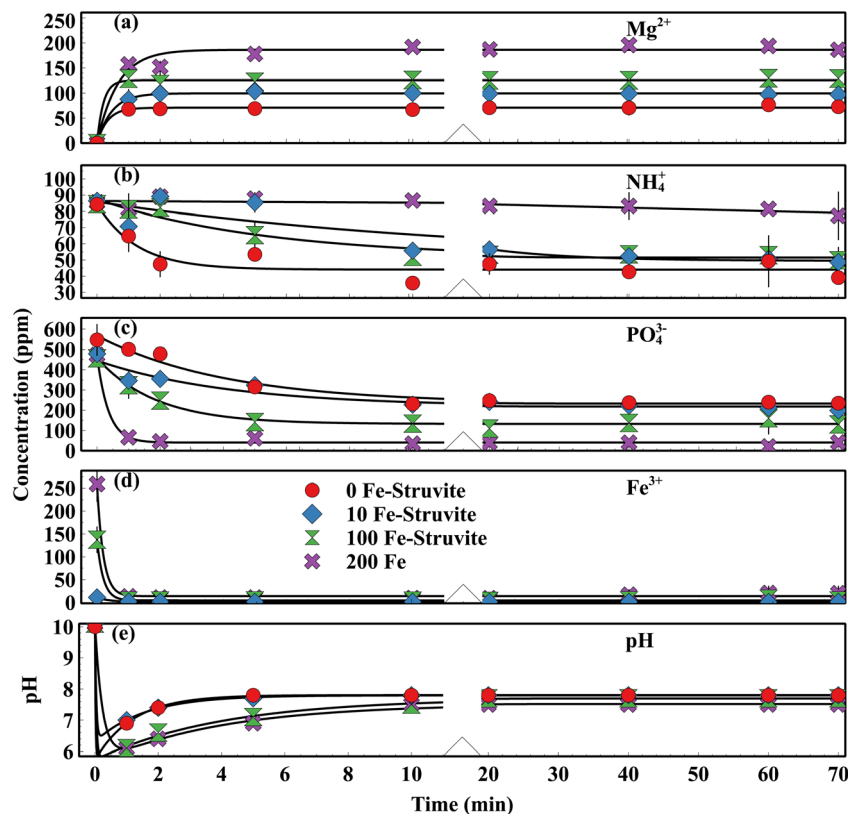 (a) Mg²⁺
250
200
150
100
50
0
(b) NH₄⁺
100
90
80
70
60
50
40
30
(c) PO₄³⁻
600
500
400
300
200
100
0
Concentration (ppm)
(d) Fe³⁺
250
200
150
100
50
0
0 Fe-Struvite
10 Fe-Struvite
100 Fe-Struvite
200 Fe
(e) pH
10
9
8
7
6
pH
0 2 4 6 8 10 20 30 40 50 60 70
Time (min)